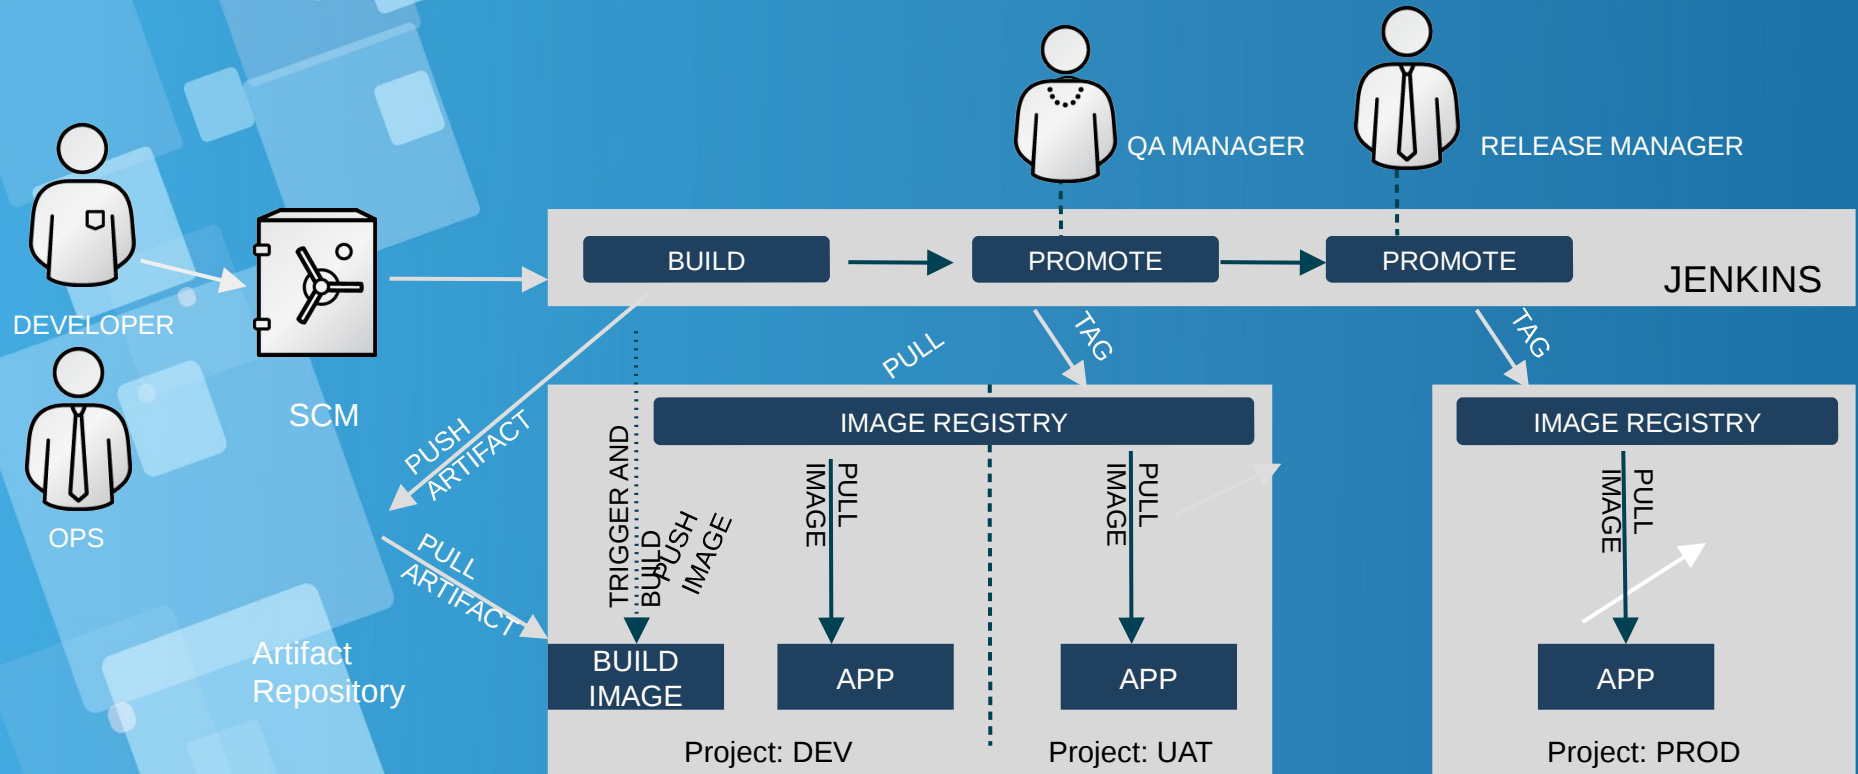 QA MANAGER
RELEASE MANAGER
BUILD
PROMOTE
PROMOTE
JENKINS
DEVELOPER
SCM
OPS
PULL
TAG
TAG
PUSH
ARTIFACT
IMAGE REGISTRY
IMAGE REGISTRY
TRIGGER AND
BUILD
PUSH
IMAGE
PULL
IMAGE
PULL
IMAGE
PULL
IMAGE
PULL
ARTIFACT
Artifact
Repository
BUILD
IMAGE
APP
APP
APP
Project: DEV
Project: UAT
Project: PROD